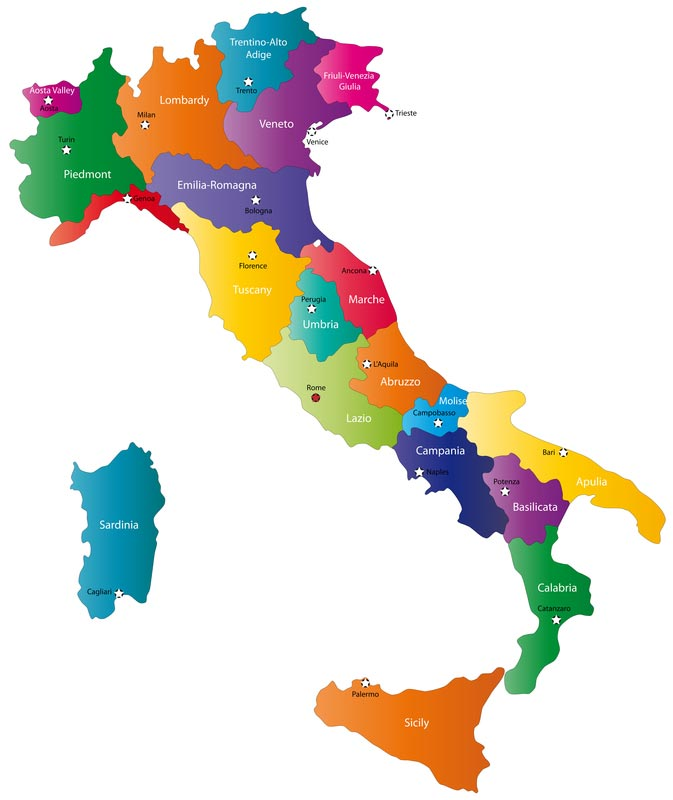 Trentino-Alto
Adige
Trento
Friuli-Venezia
Giulia
Aosta Valley
Aosta
Lombardy
Milan
Trieste
Veneto
Venice
Turin
Piedmont
Emilia-Romagna
Genoa
Bologna
Florence
Ancona
Tuscany
Perugia
Marche
Umbria
L'Aquila
Abruzzo
Rome
Molise
Lazio
Campobasso
Campania
Bari
Naples
Potenza
Apulia
Basilicata
Sardinia
Cagliari
Calabria
Catanzaro
Palermo
Sicily